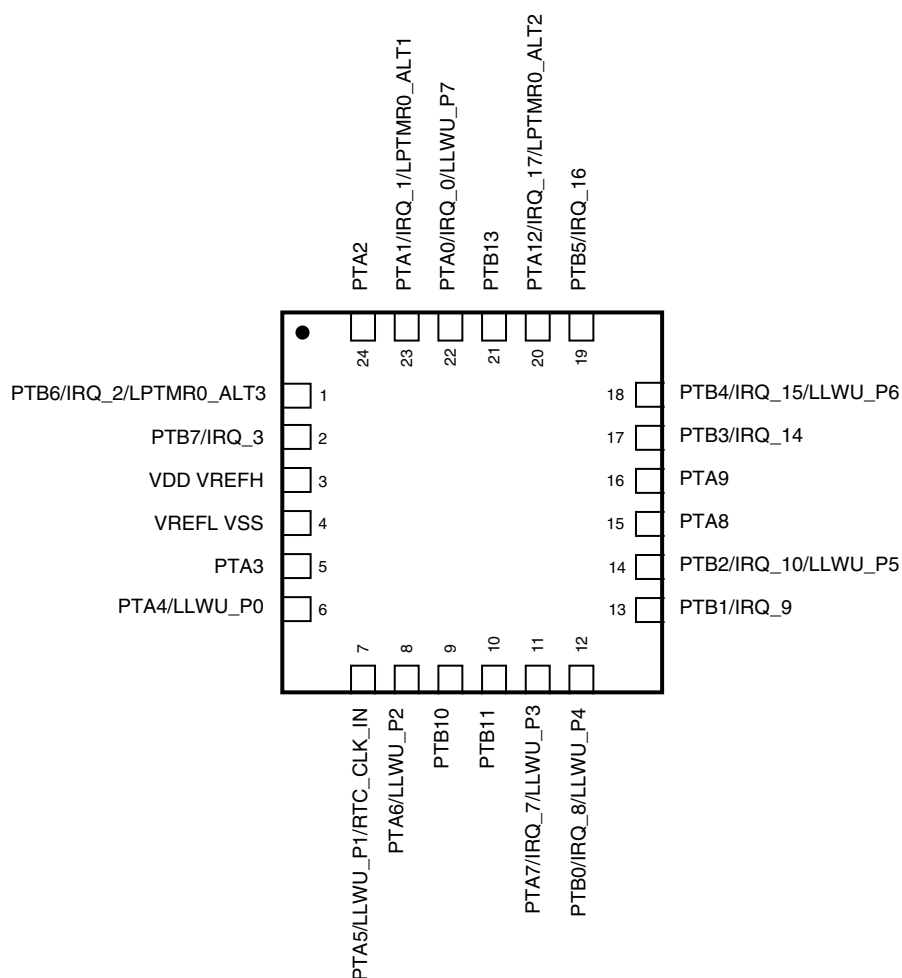 PTA2
PTA1/IRQ_1/LPTMR0_ALT1
PTA0/IRQ_0/LLWU_P7
PTB13
PTA12/IRQ_17/LPTMR0_ALT2
PTB5/IRQ_16
24
23
22
21
20
19
PTB6/IRQ_2/LPTMR0_ALT3 1
PTB7/IRQ_3 2
VDD VREFH 3
VREFL VSS 4
PTA3 5
PTA4/LLWU_P0 6
18 PTB4/IRQ_15/LLWU_P6
17 PTB3/IRQ_14
16 PTA9
15 PTA8
14 PTB2/IRQ_10/LLWU_P5
13 PTB1/IRQ_9
7
8
9
10
11
12
PTA5/LLWU_P1/RTC_CLK_IN
PTA6/LLWU_P2
PTB10
PTB11
PTA7/IRQ_7/LLWU_P3
PTB0/IRQ_8/LLWU_P4